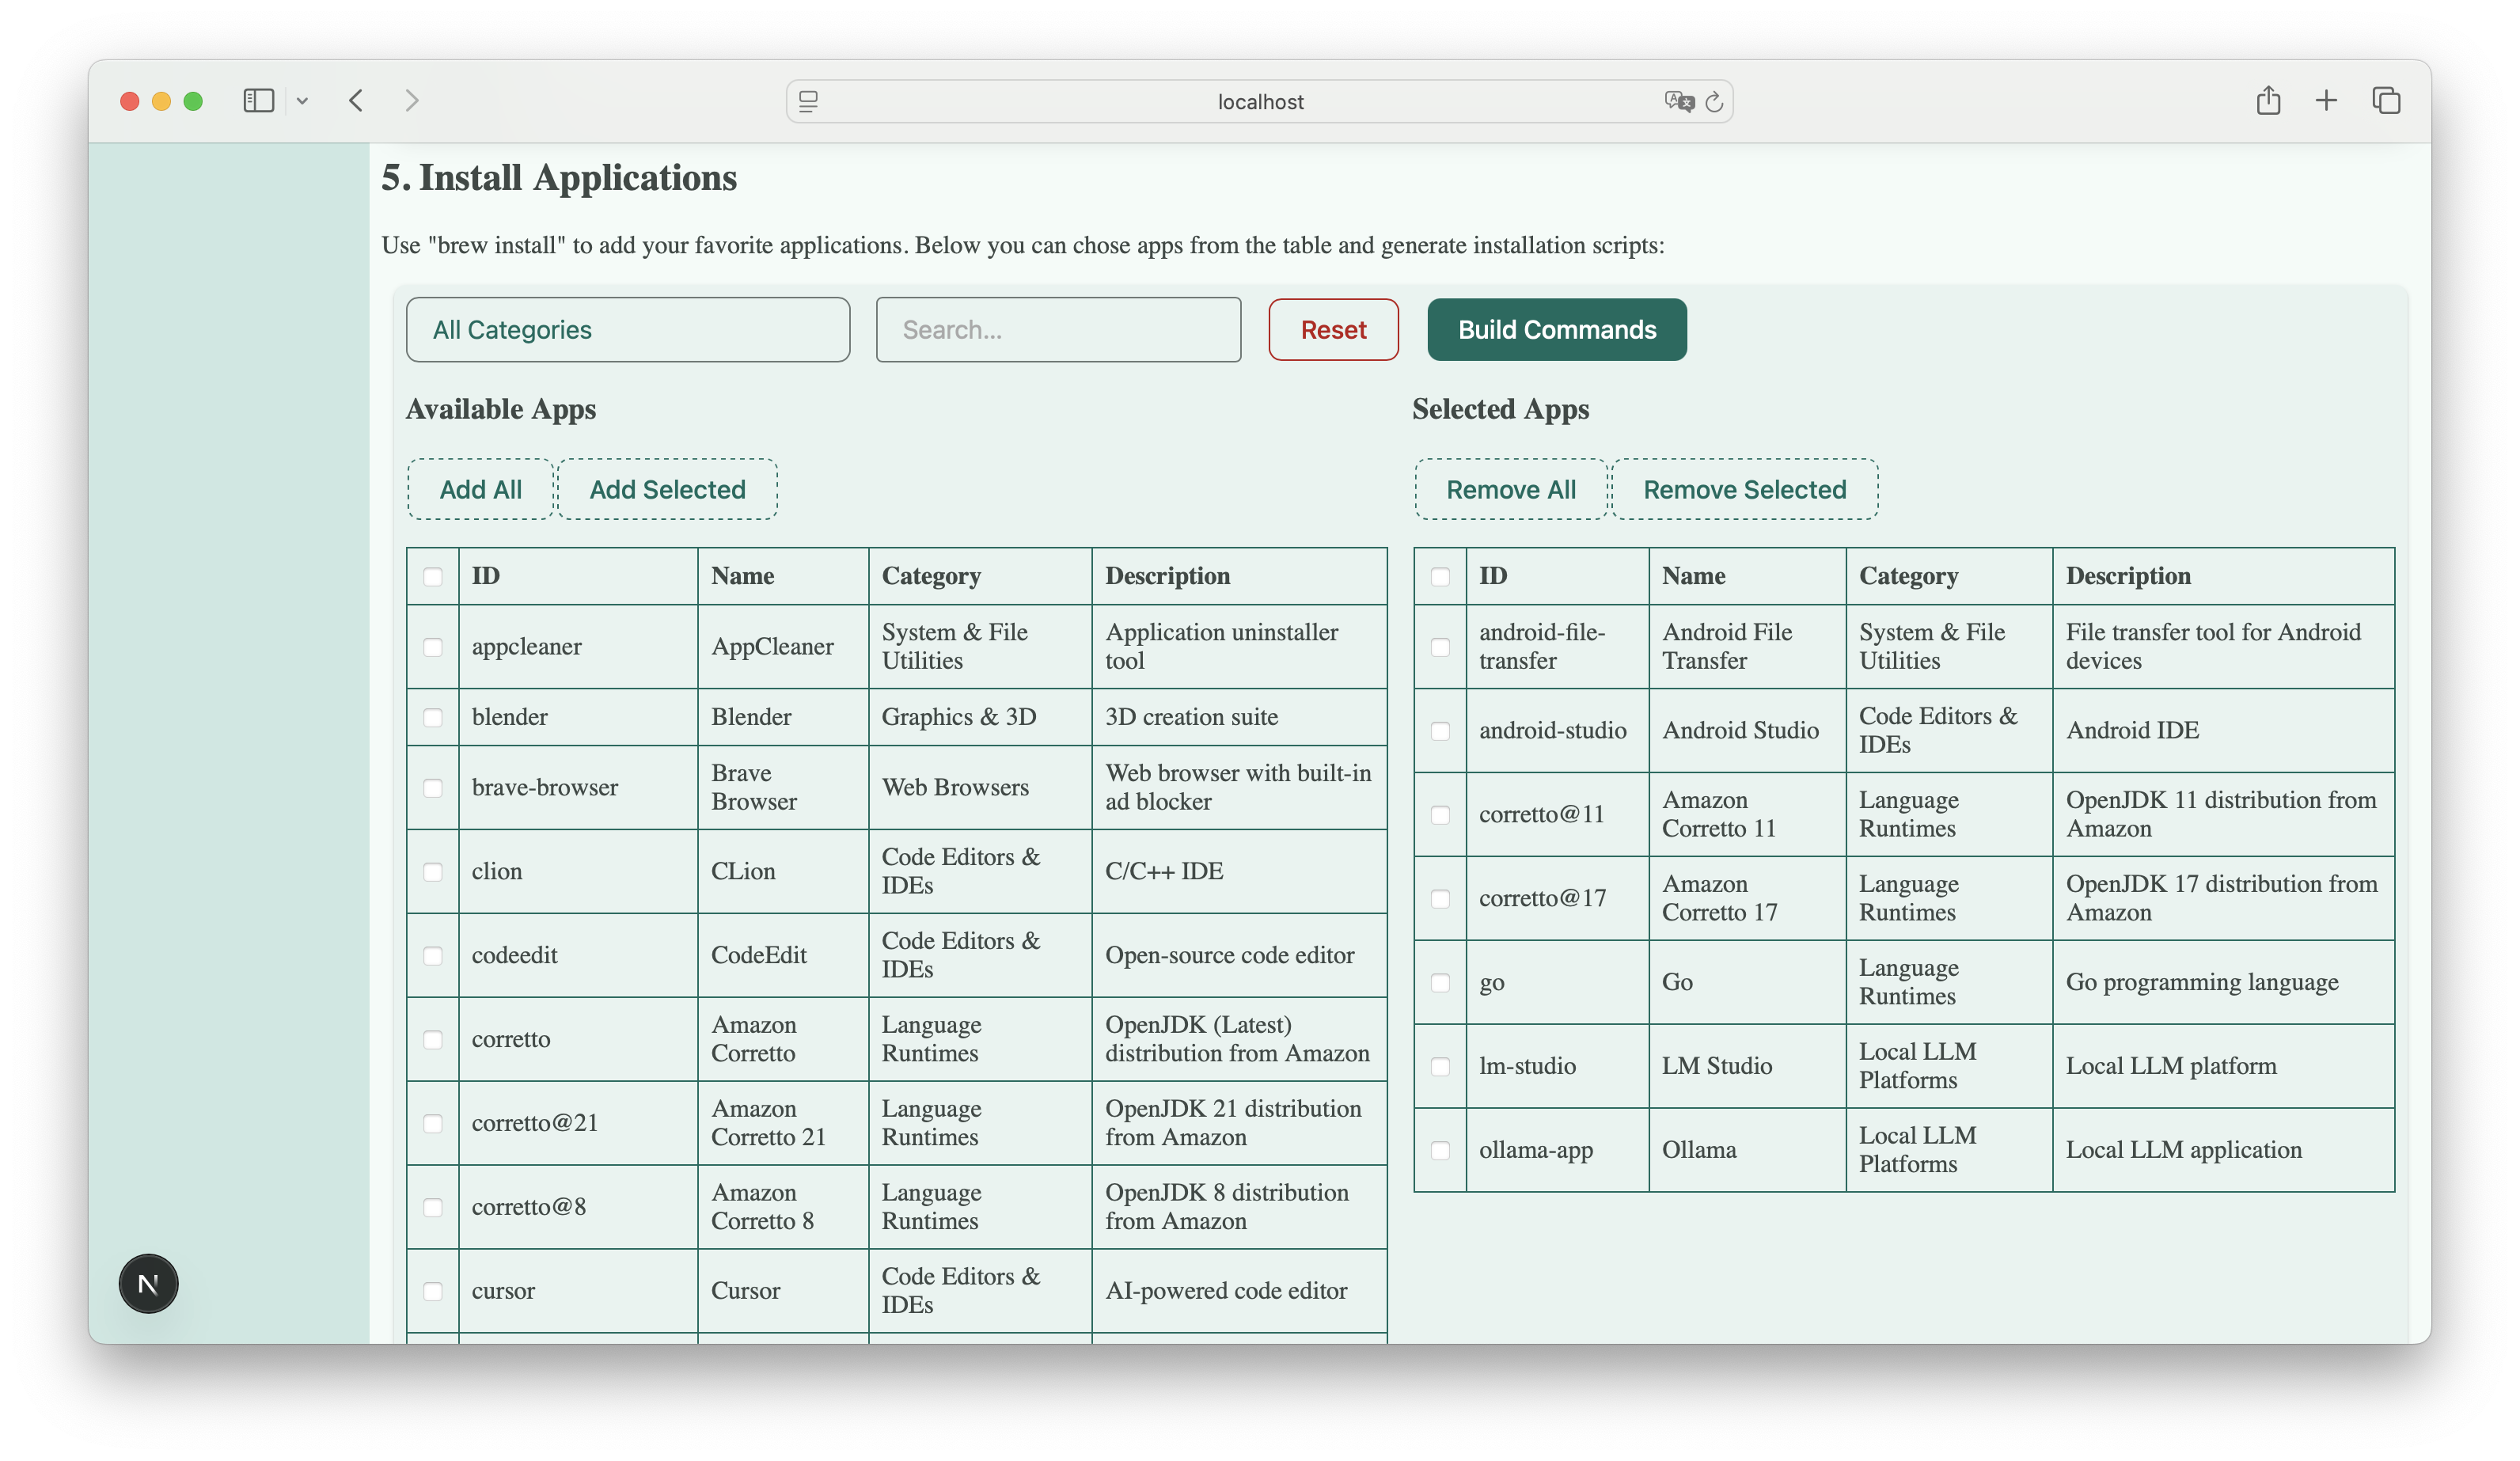 localhost
5. Install Applications
Use "brew install" to add your favorite applications. Below you can chose apps from the table and generate installation scripts:
All Categories
Search...
Reset
Build Commands
Available Apps
Add All
Add Selected
ID Name Category Description
appcleaner AppCleaner System & File Utilities Application uninstaller tool
blender Blender Graphics & 3D 3D creation suite
brave-browser Brave Browser Web Browsers Web browser with built-in ad blocker
clion CLion Code Editors & IDEs C/C++ IDE
codeedit CodeEdit Code Editors & IDEs Open-source code editor
corretto Amazon Corretto Language Runtimes OpenJDK (Latest) distribution from Amazon
corretto@21 Amazon Corretto 21 Language Runtimes OpenJDK 21 distribution from Amazon
corretto@8 Amazon Corretto 8 Language Runtimes OpenJDK 8 distribution from Amazon
cursor Cursor Code Editors & IDEs AI-powered code editor
Selected Apps
Remove All
Remove Selected
ID Name Category Description
android-file-transfer Android File Transfer System & File Utilities File transfer tool for Android devices
android-studio Android Studio Code Editors & IDEs Android IDE
corretto@11 Amazon Corretto 11 Language Runtimes OpenJDK 11 distribution from Amazon
corretto@17 Amazon Corretto 17 Language Runtimes OpenJDK 17 distribution from Amazon
go Go Language Runtimes Go programming language
lm-studio LM Studio Local LLM Platforms Local LLM platform
ollama-app Ollama Local LLM Platforms Local LLM application
N